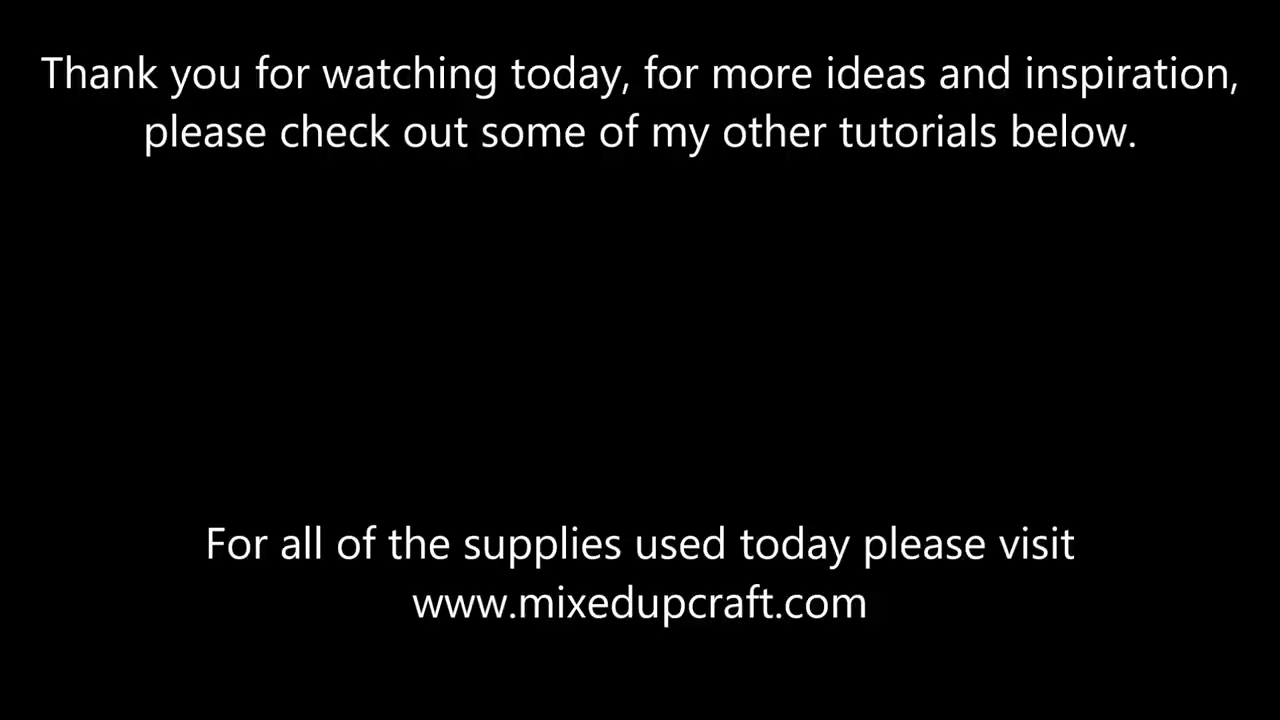 Thank you for watching today, for more ideas and inspiration,
please check out some of my other tutorials below.
For all of the supplies used today please visit
www.mixedupcraft.com